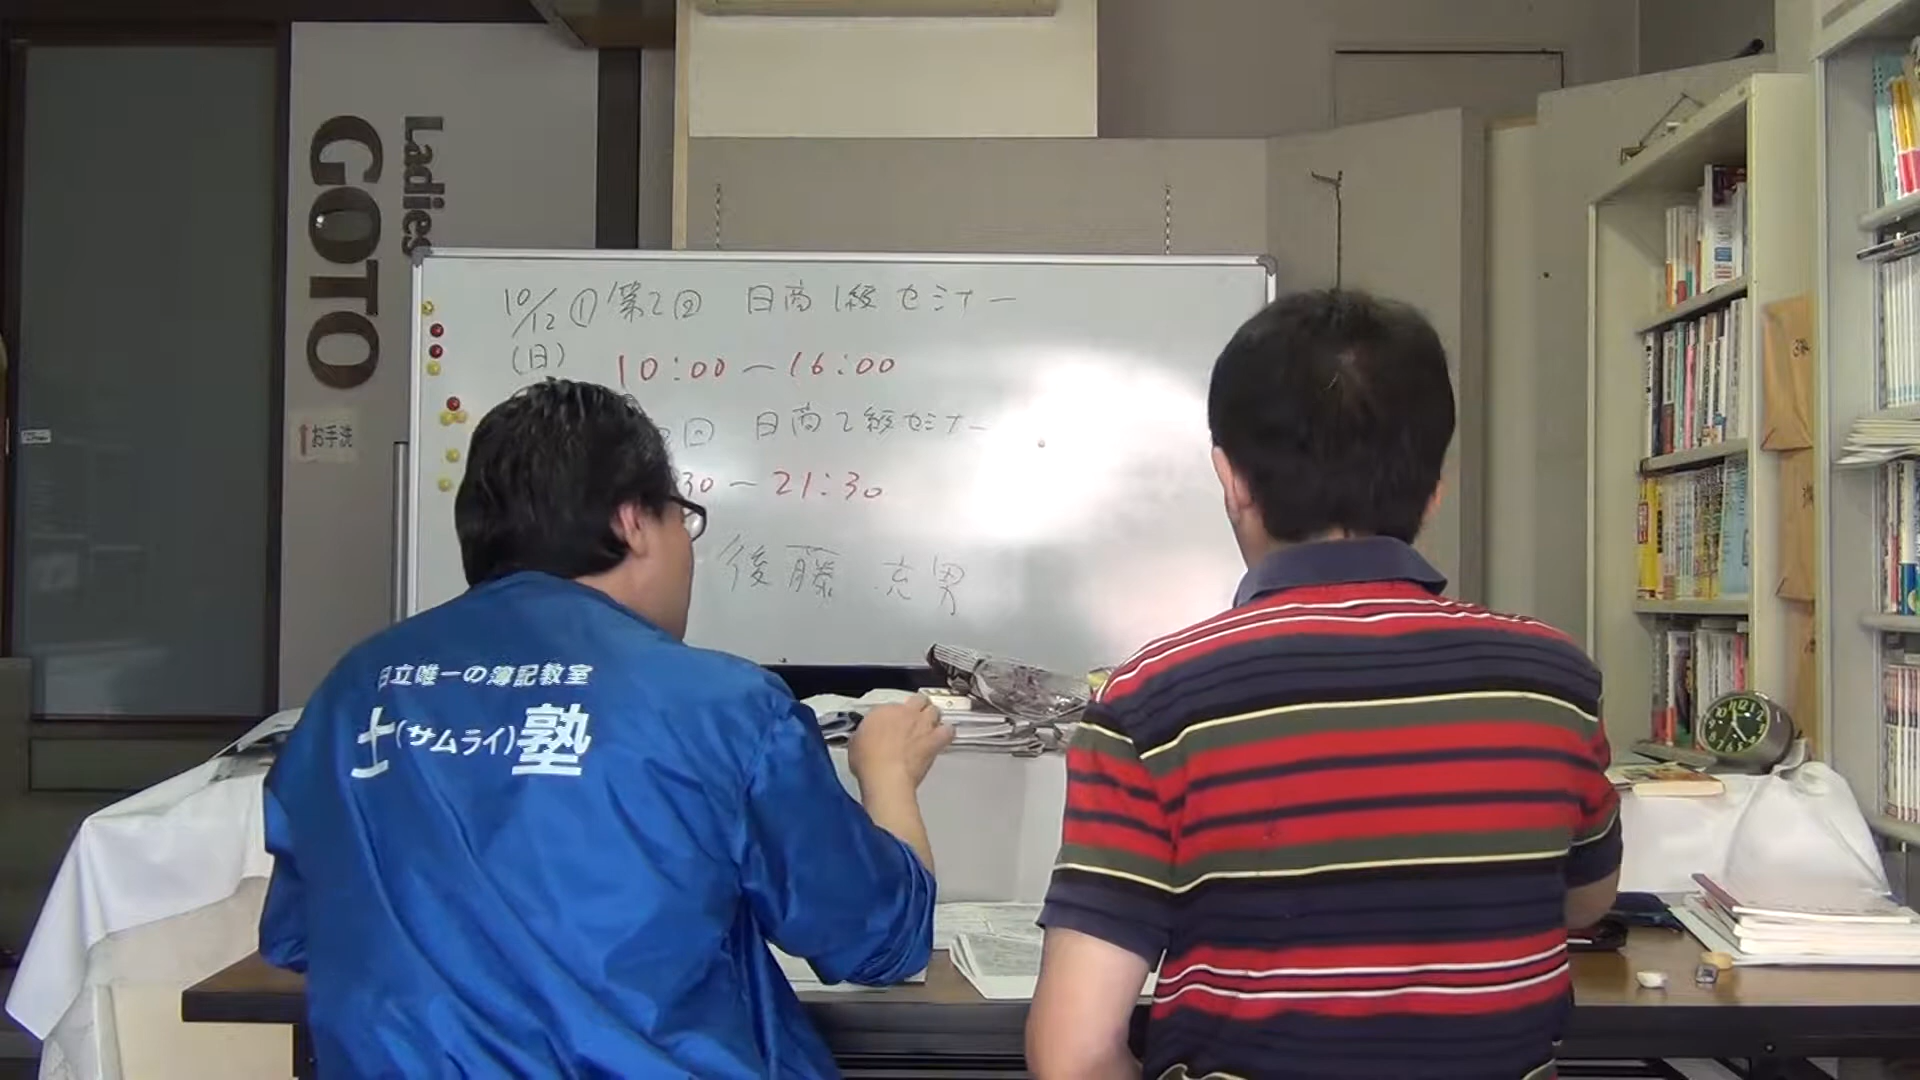 Ladies
GOTO
お手洗
10/12 ① 第2回 日商1級セミナー
(日) 10:00～16:00
回 日商2級セミナー
30～21:30
後藤 充男
日立唯一の簿記教室
士(サムライ)塾